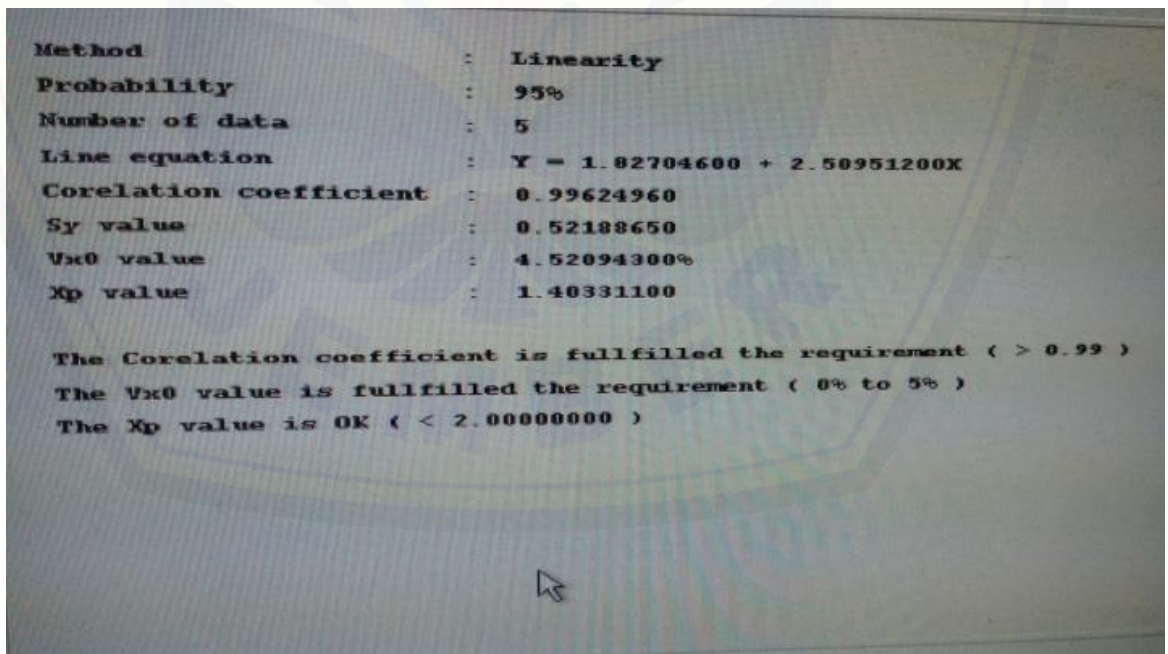 Method : Linearity
Probability : 95%
Number of data : 5
Line equation : Y = 1.82704600 + 2.50951200X
Corelation coefficient : 0.99624960
Sy value : 0.52188650
Vx0 value : 4.52094300%
Xp value : 1.40331100
The Corelation coefficient is fullfilled the requirement ( > 0.99 )
The Vx0 value is fullfilled the requirement ( 0% to 5% )
The Xp value is OK ( < 2.00000000 )